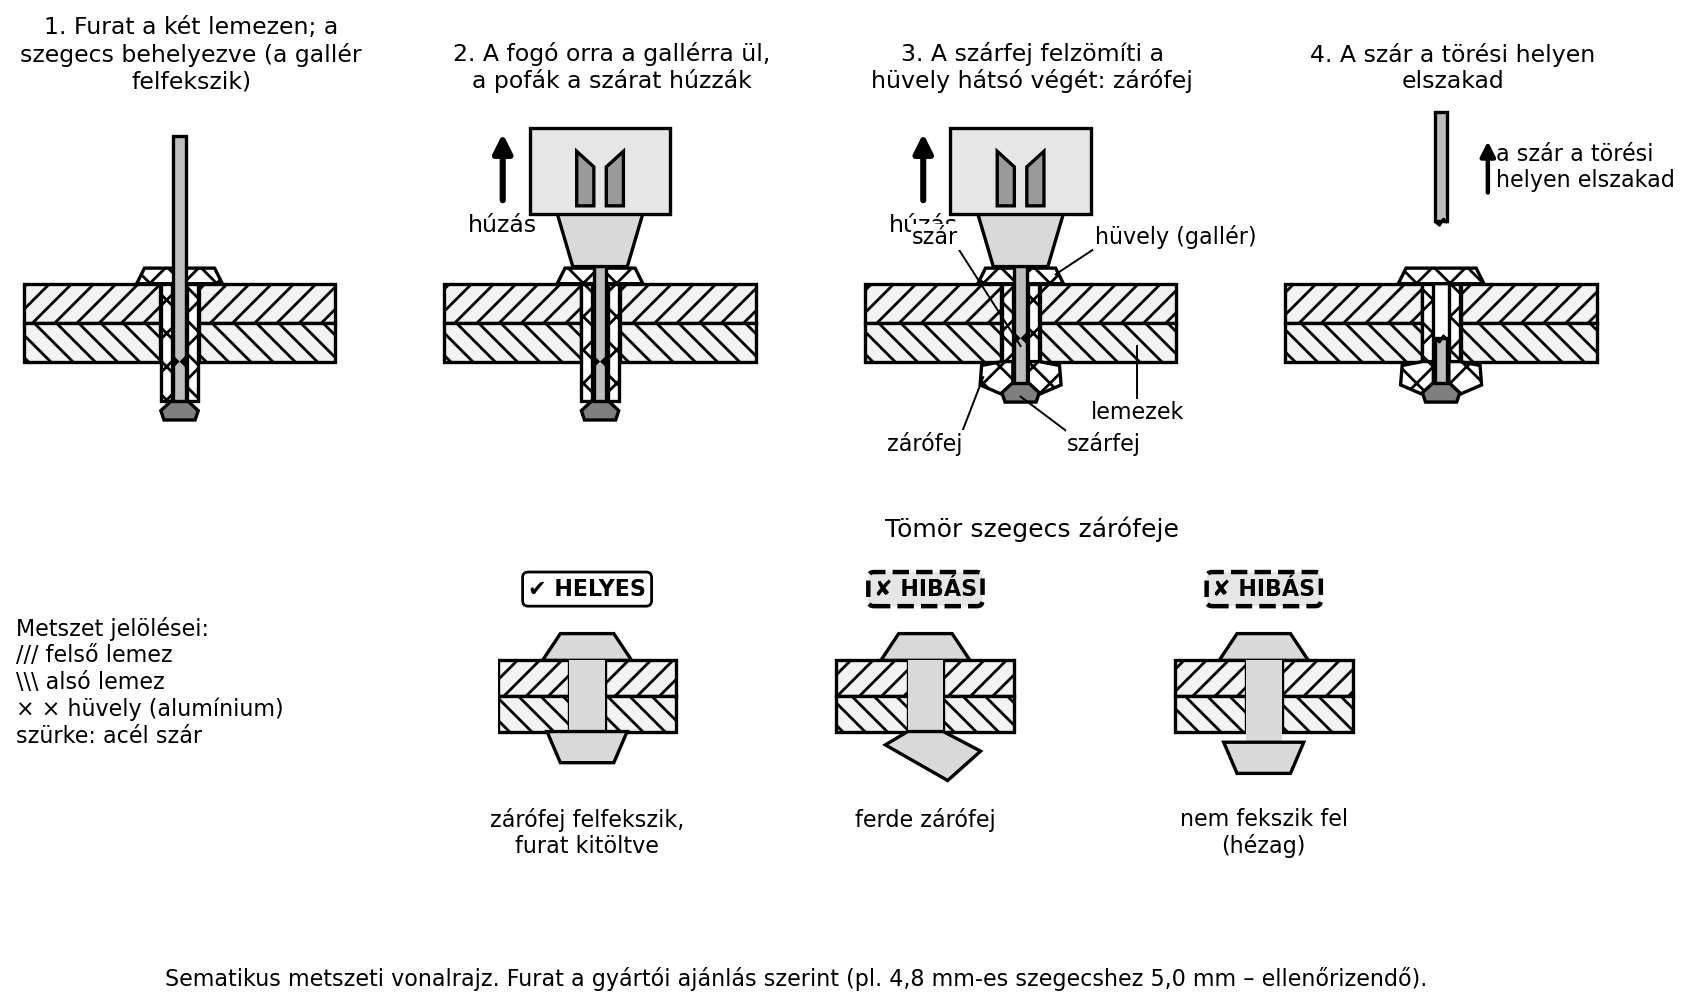 1. Furat a két lemezen; a
szegecs behelyezve (a gallér
felfekszik)
2. A fogó orra a gallérra ül,
a pofák a szárat húzzák
3. A szárfej felzömíti a
hüvely hátsó végét: zárófej
4. A szár a törési helyen
elszakad
húzás
húzás
szár
hüvely (gallér)
a szár a törési
helyen elszakad
lemezek
zárófej
szárfej
Tömör szegecs zárófeje
✔ HELYES
✘ HIBÁS
✘ HIBÁS
Metszet jelölései:
/// felső lemez
\\\ alsó lemez
× × hüvely (alumínium)
szürke: acél szár
zárófej felfekszik,
furat kitöltve
ferde zárófej
nem fekszik fel
(hézag)
Sematikus metszeti vonalrajz. Furat a gyártói ajánlás szerint (pl. 4,8 mm-es szegecshez 5,0 mm – ellenőrizendő).